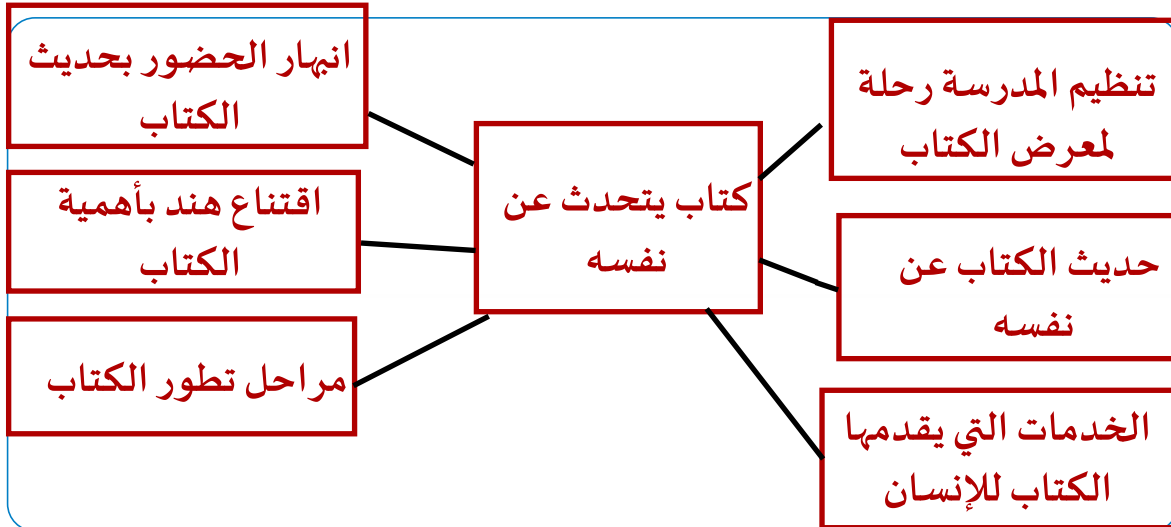 تنظيم المدرسة رحلة
لمعرض الكتاب
حديث الكتاب عن
نفسه
الخدمات التي يقدمها
الكتاب للإنسان
كتاب يتحدث عن
نفسه
انبهار الحضور بحديث
الكتاب
اقتناع هند بأهمية
الكتاب
مراحل تطور الكتاب